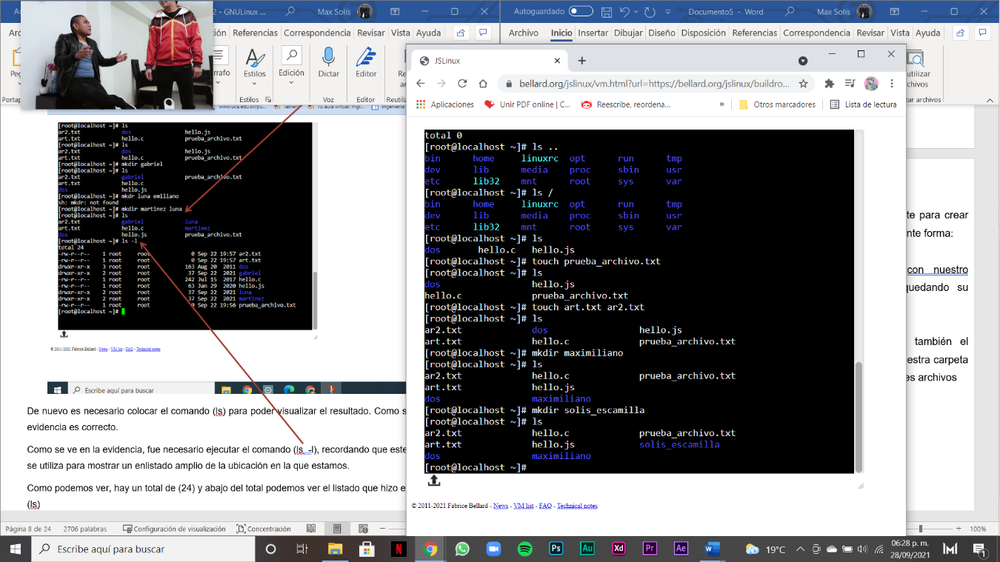 2 - GNULinux
Max Solís
Autoguardado
Documento5 - Word
Max Solís
Referencias
Correspondencia
Revisar
Vista
Ayuda
Archivo
Inicio
Insertar
Dibujar
Diseño
Disposición
Referencias
Correspondencia
Revisar
Vista
Ayuda
Estilos
Edición
Dictar
Editor
Estilos
Voz
Editor
JSLinux
bellard.org/jslinux/vm.html?url=https://bellard.org/jslinux/buildro...
Aplicaciones
Unir PDF online | C...
Reescribe, reordena...
»
Otros marcadores
Lista de lectura
[root@localhost ~]# ls
ar2.txt dos hello.js
art.txt hello.c prueba_archivo.txt
[root@localhost ~]# ls
ar2.txt dos hello.js
art.txt hello.c prueba_archivo.txt
[root@localhost ~]# mkdir gabriel
[root@localhost ~]# ls
ar2.txt gabriel prueba_archivo.txt
art.txt hello.c
dos hello.js
[root@localhost ~]# mkdr luna emiliano
sh: mkdr: not found
[root@localhost ~]# mkdir martinez luna
[root@localhost ~]# ls
ar2.txt gabriel luna
art.txt hello.c martinez
dos hello.js prueba_archivo.txt
[root@localhost ~]# ls -l
total 24
-rw-r--r-- 1 root root 0 Sep 22 19:57 ar2.txt
-rw-r--r-- 1 root root 0 Sep 22 19:57 art.txt
drwxr-xr-x 3 root root 163 Aug 20 2011 dos
drwxr-xr-x 2 root root 37 Sep 22 2021 gabriel
-rw-r--r-- 1 root root 242 Jul 15 2017 hello.c
-rw-r--r-- 1 root root 63 Jan 29 2020 hello.js
drwxr-xr-x 2 root root 37 Sep 22 2021 luna
drwxr-xr-x 2 root root 37 Sep 22 2021 martinez
-rw-r--r-- 1 root root 0 Sep 22 19:56 prueba_archivo.txt
[root@localhost ~]#
© 2011-2021 Fabrice Bellard - News - VM list - FAQ - Technical notes
Escribe aquí para buscar
De nuevo es necesario colocar el comando (ls) para poder visualizar el resultado. Como s
evidencia es correcto.
Como se ve en la evidencia, fue necesario ejecutar el comando (ls -l), recordando que este
se utiliza para mostrar un enlistado amplio de la ubicación en la que estamos.
Como podemos ver, hay un total de (24) y abajo del total podemos ver el listado que hizo e
(ls)
total 0
[root@localhost ~]# ls ..
bin home linuxrc opt run tmp
dev lib media proc sbin usr
etc lib32 mnt root sys var
[root@localhost ~]# ls /
bin home linuxrc opt run tmp
dev lib media proc sbin usr
etc lib32 mnt root sys var
[root@localhost ~]# ls
dos hello.c hello.js
[root@localhost ~]# touch prueba_archivo.txt
[root@localhost ~]# ls
dos hello.js
hello.c prueba_archivo.txt
[root@localhost ~]# touch art.txt ar2.txt
[root@localhost ~]# ls
ar2.txt dos hello.js
art.txt hello.c prueba_archivo.txt
[root@localhost ~]# mkdir maximiliano
[root@localhost ~]# ls
ar2.txt hello.c prueba_archivo.txt
art.txt hello.js
dos maximiliano
[root@localhost ~]# mkdir solis_escamilla
[root@localhost ~]# ls
ar2.txt hello.c prueba_archivo.txt
art.txt hello.js solis_escamilla
dos maximiliano
[root@localhost ~]#
© 2011-2021 Fabrice Bellard - News - VM list - FAQ - Technical notes
te para crear
nte forma:
con nuestro
quedando su
también el
estra carpeta
es archivos
Página 8 de 24
2706 palabras
Configuración de visualización
Concentración
100%
Escribe aquí para buscar
19°C
06:28 p. m.
28/09/2021